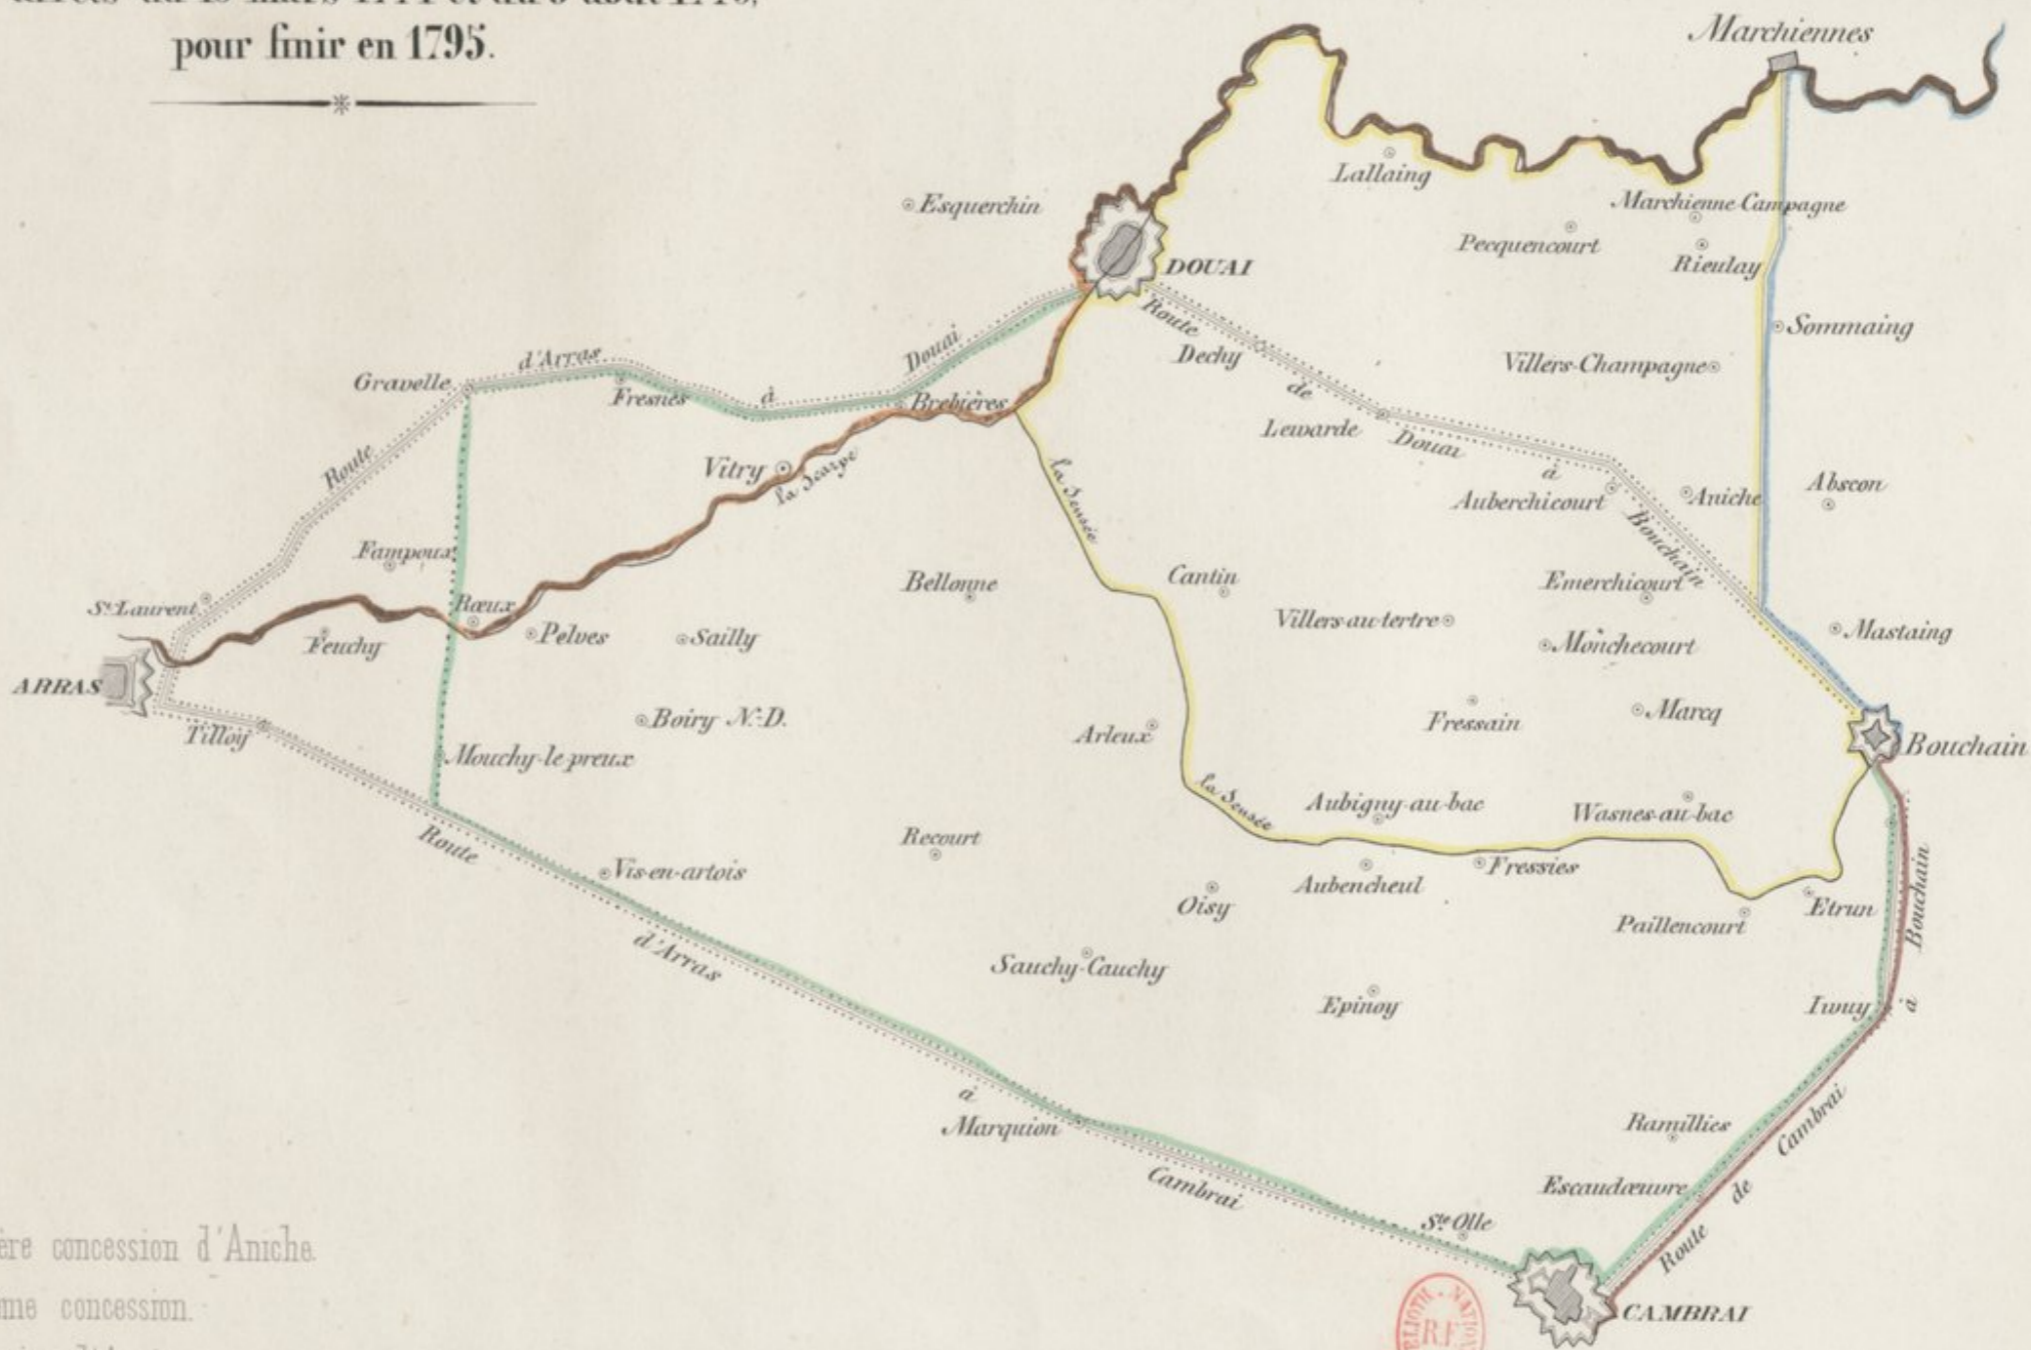 pour finir en 1795.
Marchiennes
Lallaing
Esquerchin
Marchienne-Campagne
Pecquencourt
Rieulay
DOUAI
Sommaing
Route
Dechy
de
Lewarde
Douai
à
Bouchain
Villers-Champagne
Gravelle
Route
d'Arras
Fresnes
à
Douai
Brebières
Vitry
la Scarpe
la Sensée
Auberchicourt
Aniche
Abscon
Fampoux
Bellonne
Cantin
Emerchicourt
St. Laurent
Rœux
Feuchy
Pelves
Sailly
Villers-au-tertre
Monchecourt
Mastaing
ARRAS
Tilloy
Boiry N.-D.
Arleux
Fressain
Marcq
Bouchain
Mouchy-le-preux
la Sensée
Aubigny-au-bac
Wasnes-au-bac
Route
Vis-en-artois
Recourt
Oisy
Aubencheul
Fressies
Paillencourt
Etrun
Bouchain
d'Arras
Sauchy-Cauchy
Epinoy
Iwuy
à
à
Marquion
Ramillies
Cambrai
Cambrai
Escaudœuvre
de
Ste. Olle
Route
ère concession d'Aniche.
me concession.
CAMBRAI
R.F.